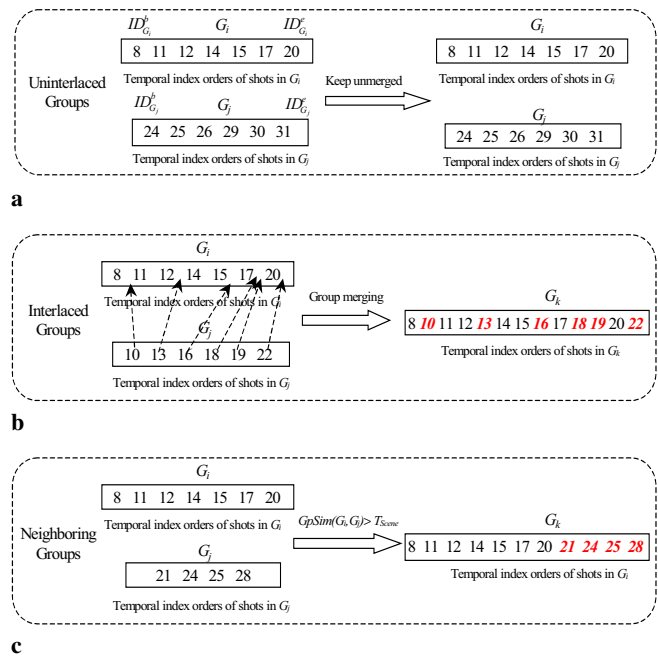 ID^b_{G_i} G_i ID^e_{G_i}
8 11 12 14 15 17 20
Temporal index orders of shots in G_i
Uninterlaced Groups
ID^b_{G_j} G_j ID^e_{G_j}
24 25 26 29 30 31
Temporal index orders of shots in G_j
Keep unmerged
G_i
8 11 12 14 15 17 20
Temporal index orders of shots in G_i
G_j
24 25 26 29 30 31
Temporal index orders of shots in G_j
a
G_i
8 11 12 14 15 17 20
Temporal index orders of shots in G_j
Interlaced
Groups
G_j
10 13 16 18 19 22
Temporal index orders of shots in G_j
Group merging
G_k
8 10 11 12 13 14 15 16 17 18 19 20 22
Temporal index orders of shots in G_k
b
G_i
8 11 12 14 15 17 20
Temporal index orders of shots in G_i
Neighboring
Groups
G_j
21 24 25 28
Temporal index orders of shots in G_j
GpSim(G_i, G_j)> T_Scene
G_k
8 11 12 14 15 17 20 21 24 25 28
Temporal index orders of shots in G_i
c